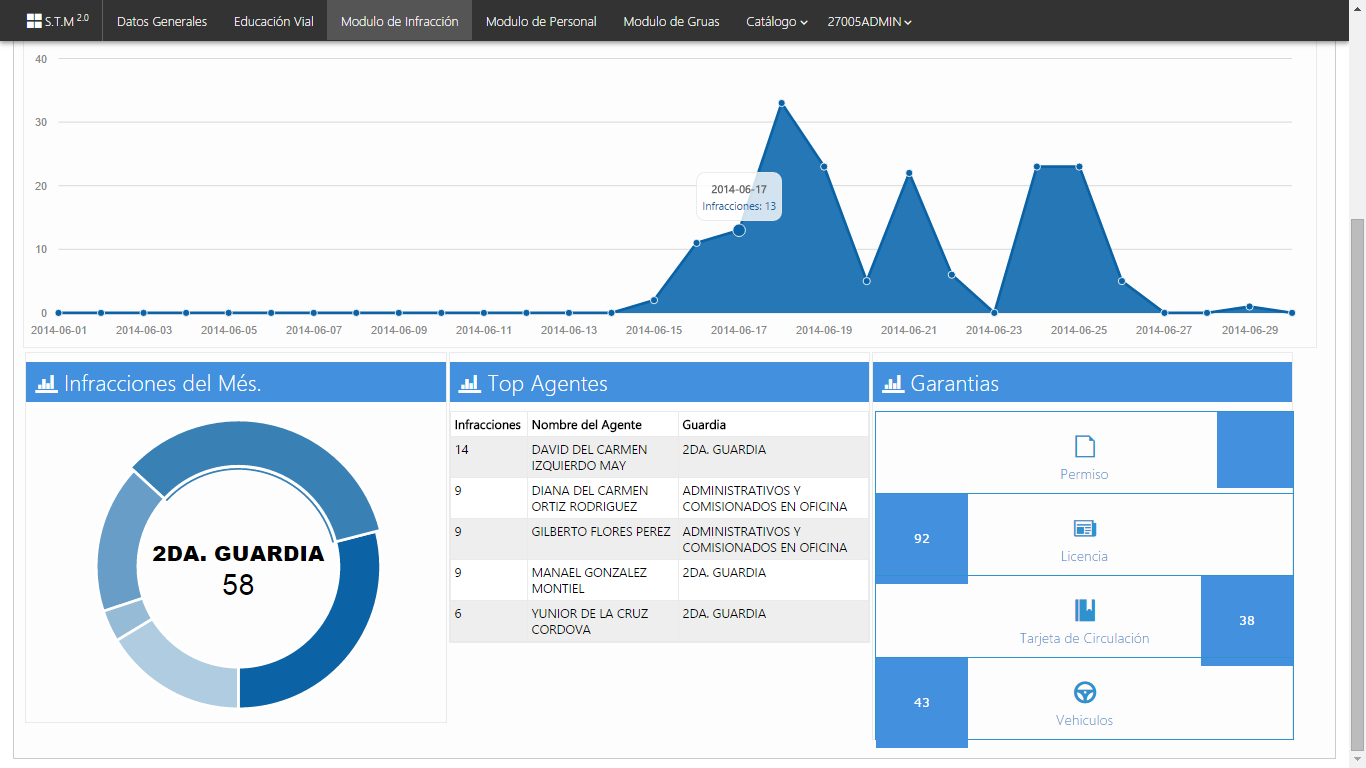 S.T.M 2.0 Datos Generales Educación Vial Modulo de Infracción Modulo de Personal Modulo de Gruas Catálogo 27005ADMIN
40
30
20
10
0
2014-06-17
Infracciones: 13
2014-06-01 2014-06-03 2014-06-05 2014-06-07 2014-06-09 2014-06-11 2014-06-13 2014-06-15 2014-06-17 2014-06-19 2014-06-21 2014-06-23 2014-06-25 2014-06-27 2014-06-29
Infracciones del Més.
2DA. GUARDIA
58
Top Agentes
Infracciones Nombre del Agente Guardia
14 DAVID DEL CARMEN 2DA. GUARDIA
IZQUIERDO MAY
9 DIANA DEL CARMEN ADMINISTRATIVOS Y
ORTIZ RODRIGUEZ COMISIONADOS EN OFICINA
9 GILBERTO FLORES PEREZ ADMINISTRATIVOS Y
COMISIONADOS EN OFICINA
9 MANAEL GONZALEZ 2DA. GUARDIA
MONTIEL
6 YUNIOR DE LA CRUZ 2DA. GUARDIA
CORDOVA
Garantias
Permiso
92
Licencia
38
Tarjeta de Circulación
43
Vehiculos